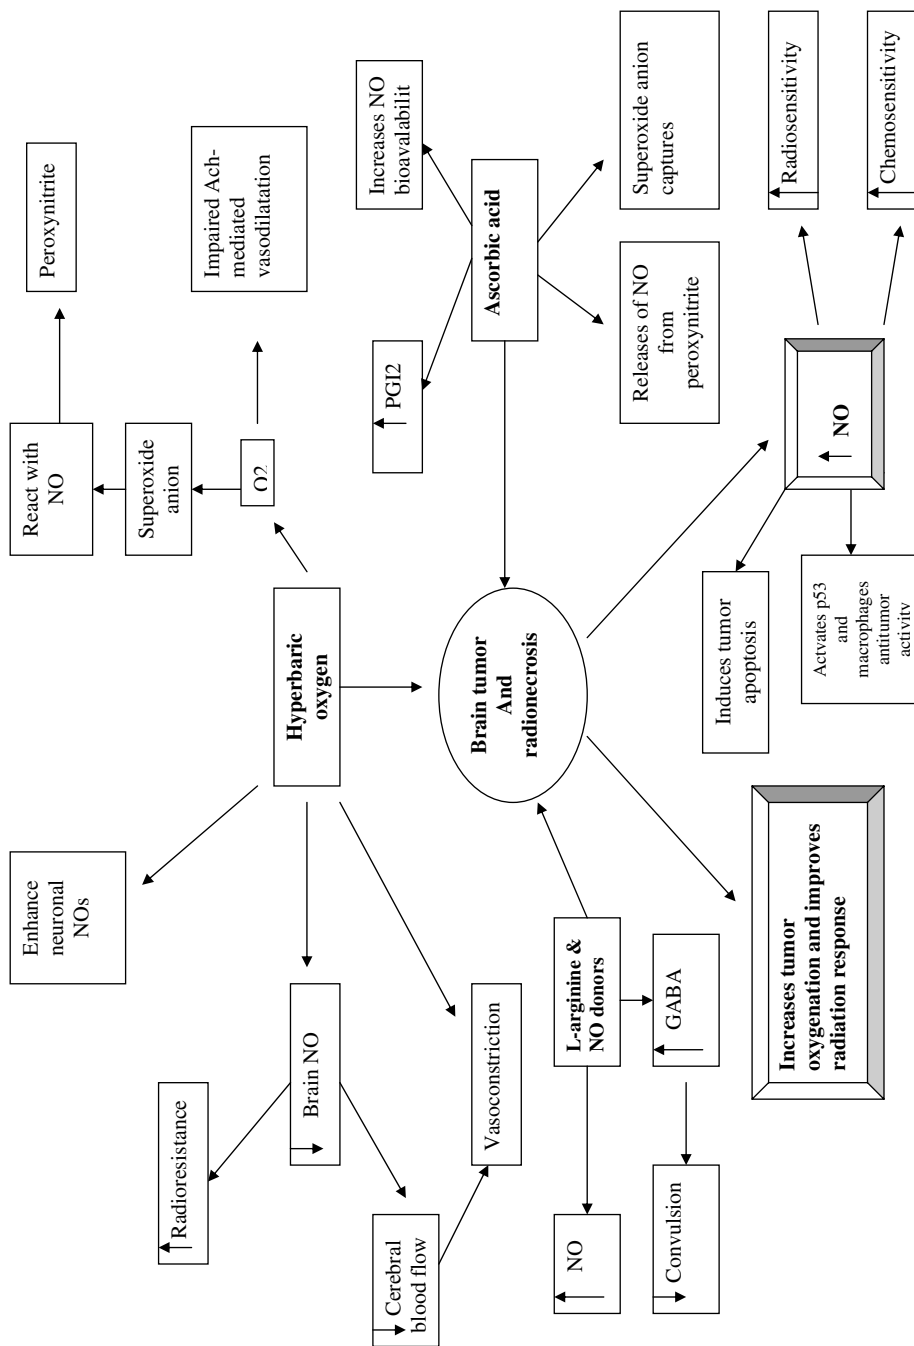 Enhance
neuronal
NOs
React with
NO
Peroxynitrite
Superoxide
anion
Radioresistance
Impaired Ach-
mediated
vasodilatation
O2
Brain NO
Hyperbaric
oxygen
Cerebral
blood flow
PGI2
Increases NO
bioavalabilit
Vasoconstriction
Brain tumor
And
radionecrosis
Ascorbic acid
NO
L-arginine &
NO donors
Convulsion
GABA
Releases of NO
from
peroxynitrite
Superoxide anion
captures
Induces tumor
apoptosis
Radiosensitivity
Increases tumor
oxygenation and improves
radiation response
Actvates p53
and
macrophages
antitumor
activity
NO
Chemosensitivity